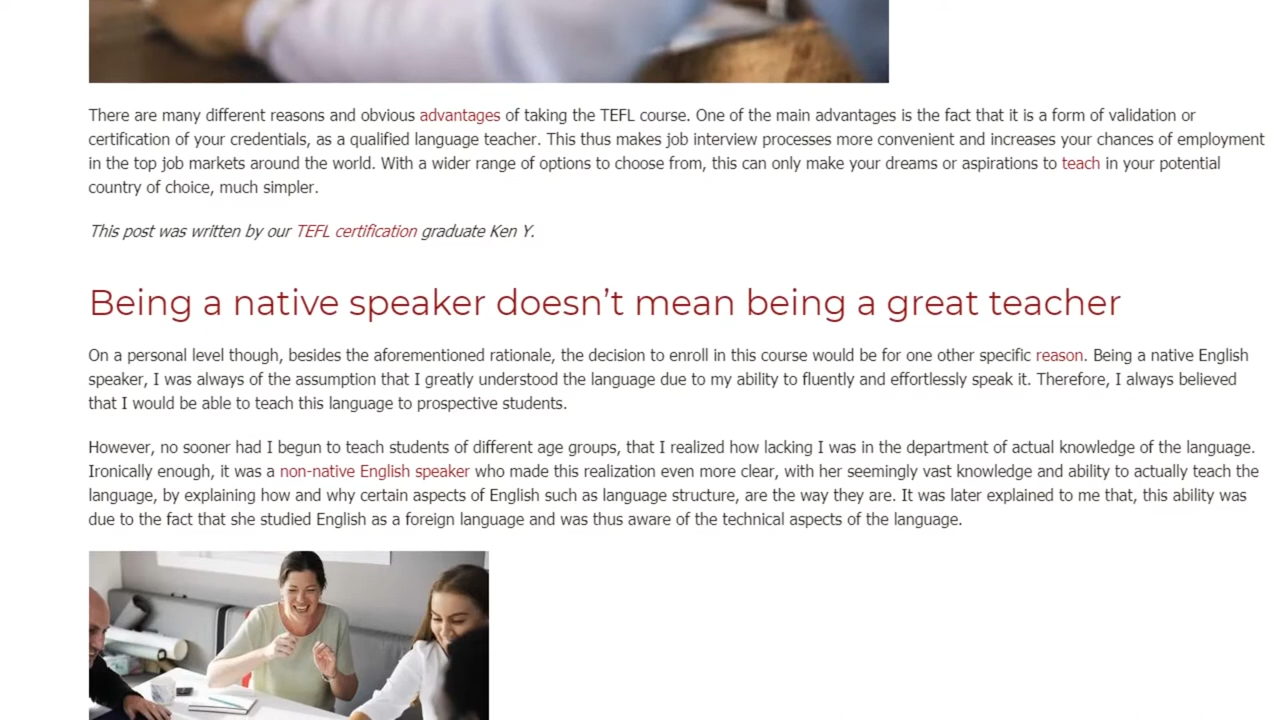 There are many different reasons and obvious advantages of taking the TEFL course. One of the main advantages is the fact that it is a form of validation or
certification of your credentials, as a qualified language teacher. This thus makes job interview processes more convenient and increases your chances of employment
in the top job markets around the world. With a wider range of options to choose from, this can only make your dreams or aspirations to teach in your potential
country of choice, much simpler.
This post was written by our TEFL certification graduate Ken Y.
Being a native speaker doesn’t mean being a great teacher
On a personal level though, besides the aforementioned rationale, the decision to enroll in this course would be for one other specific reason. Being a native English
speaker, I was always of the assumption that I greatly understood the language due to my ability to fluently and effortlessly speak it. Therefore, I always believed
that I would be able to teach this language to prospective students.
However, no sooner had I begun to teach students of different age groups, that I realized how lacking I was in the department of actual knowledge of the language.
Ironically enough, it was a non-native English speaker who made this realization even more clear, with her seemingly vast knowledge and ability to actually teach the
language, by explaining how and why certain aspects of English such as language structure, are the way they are. It was later explained to me that, this ability was
due to the fact that she studied English as a foreign language and was thus aware of the technical aspects of the language.